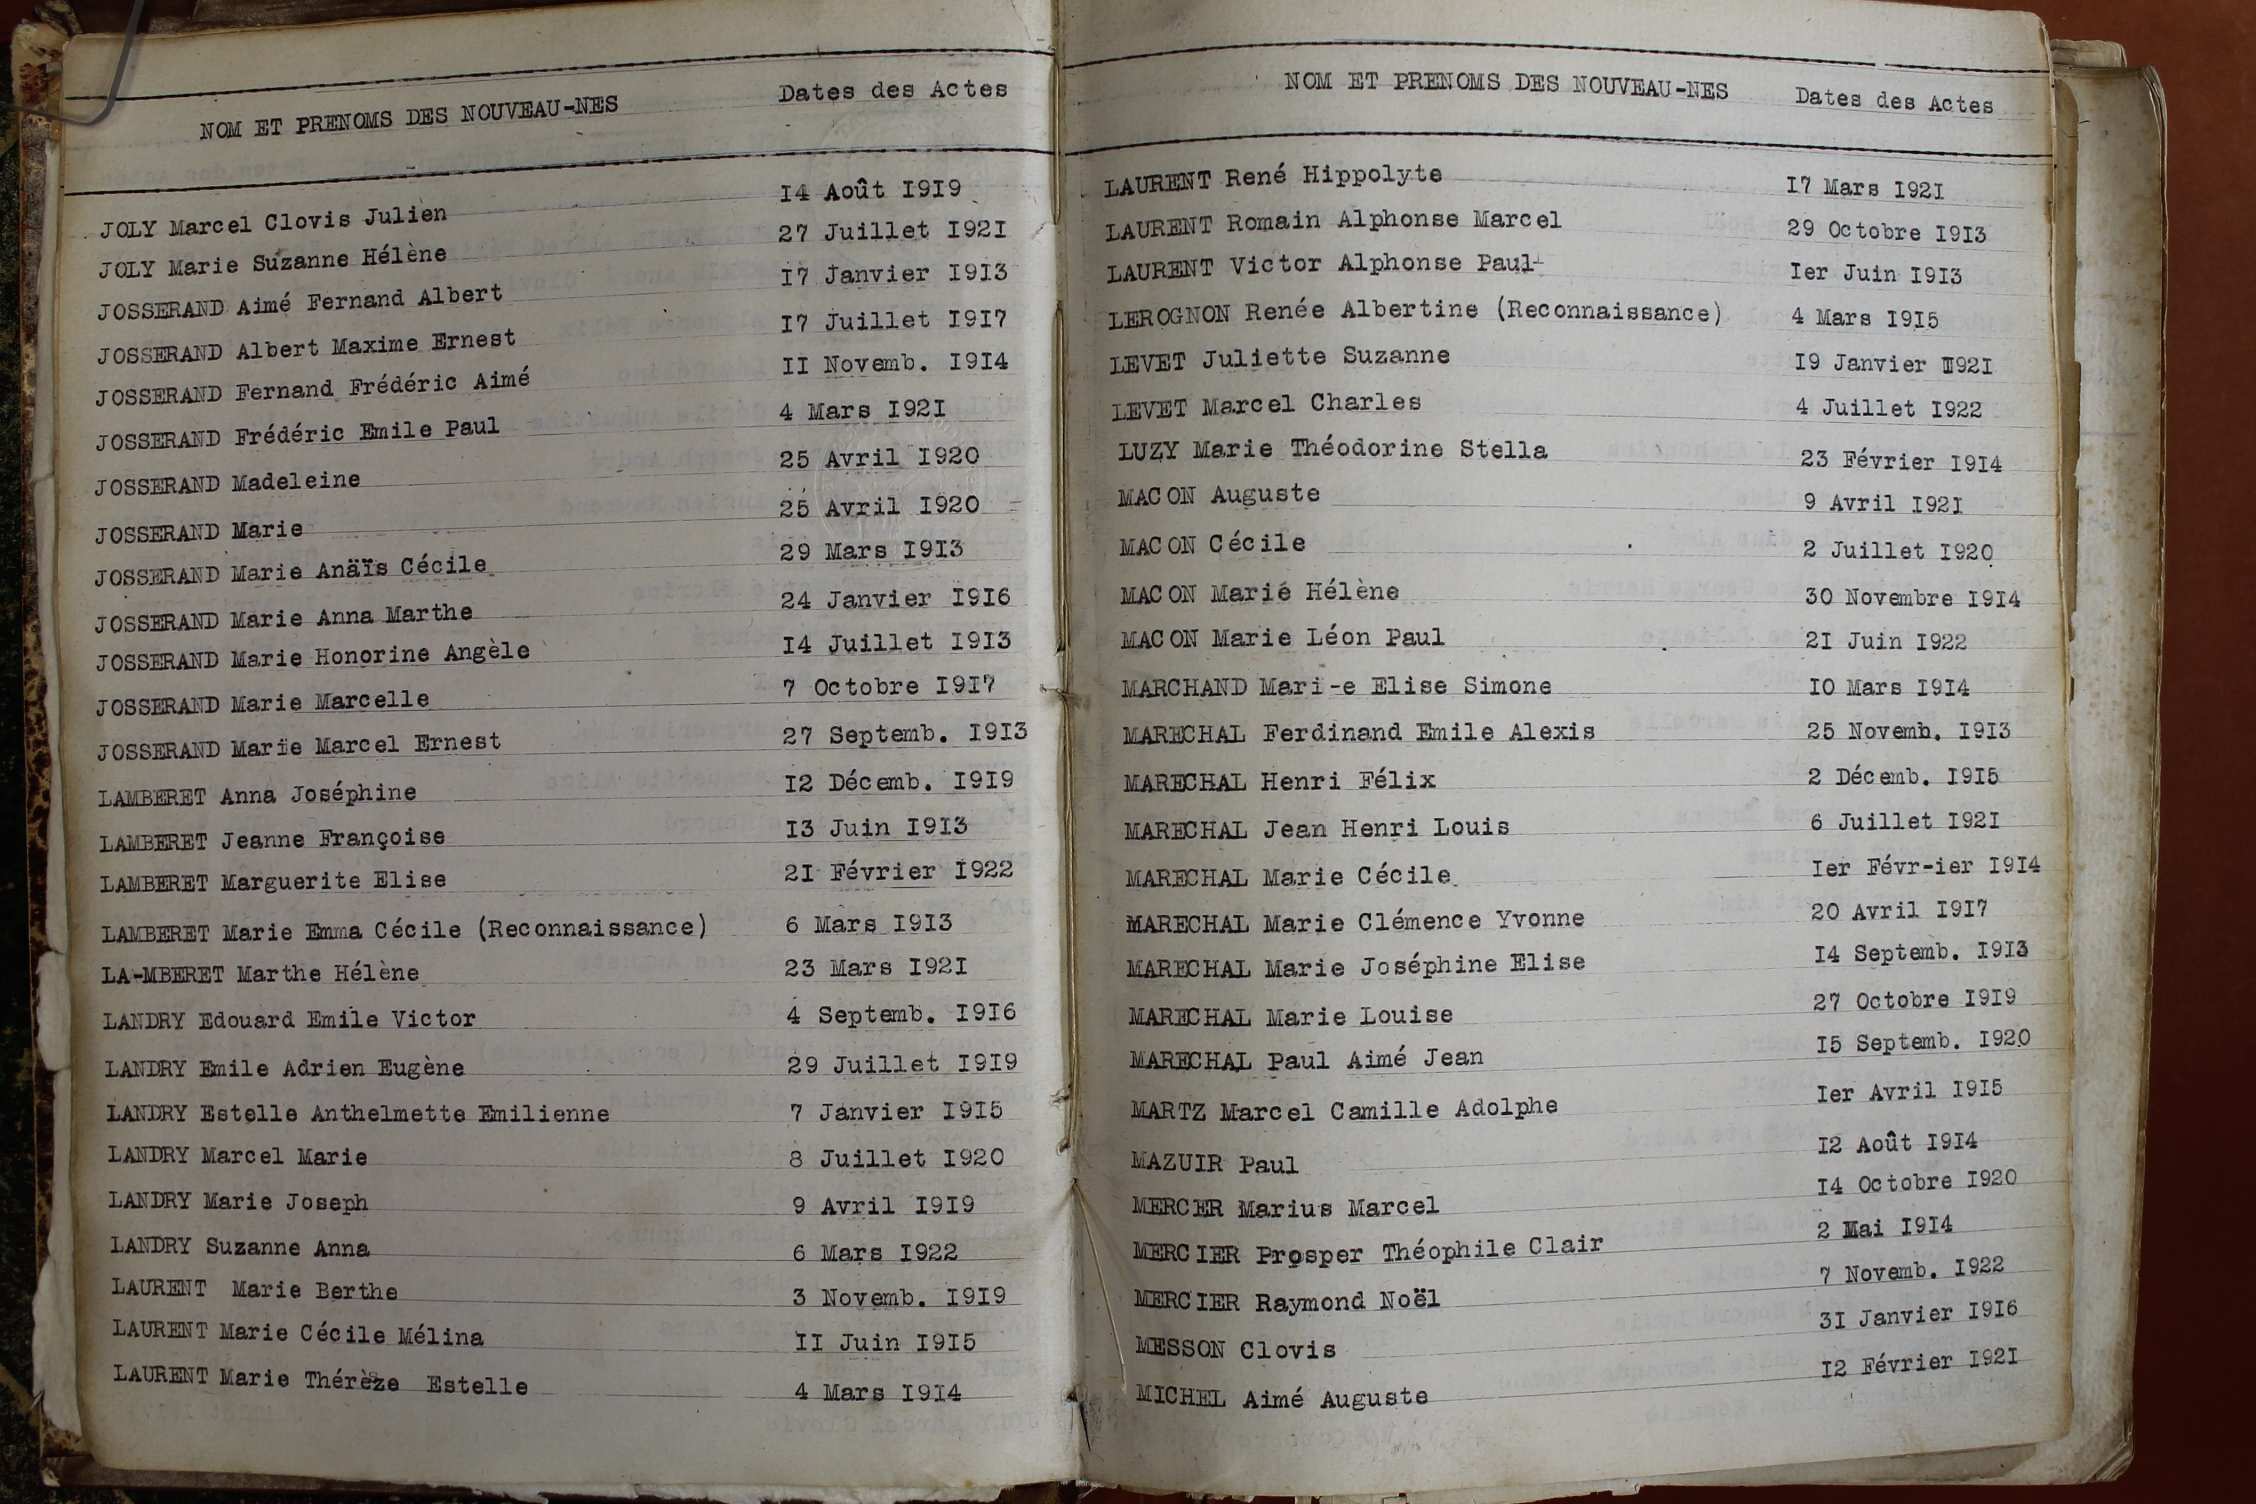 NOM ET PRENOMS DES NOUVEAU-NES Dates des Actes
JOLY Marcel Clovis Julien 14 Août 1919
JOLY Marie Suzanne Hélène 27 Juillet 1921
JOSSERAND Aimé Fernand Albert 17 Janvier 1913
JOSSERAND Albert Maxime Ernest 17 Juillet 1917
JOSSERAND Fernand Frédéric Aimé 11 Novemb. 1914
JOSSERAND Frédéric Emile Paul 4 Mars 1921
JOSSERAND Madeleine 25 Avril 1920
JOSSERAND Marie 25 Avril 1920
JOSSERAND Marie Anäïs Cécile 29 Mars 1913
JOSSERAND Marie Anna Marthe 24 Janvier 1916
JOSSERAND Marie Honorine Angèle 14 Juillet 1913
JOSSERAND Marie Marcelle 7 Octobre 1917
JOSSERAND Marie Marcel Ernest 27 Septemb. 1913
LAMBERET Anna Joséphine 12 Décemb. 1919
LAMBERET Jeanne Françoise 13 Juin 1913
LAMBERET Marguerite Elise 21 Février 1922
LAMBERET Marie Emma Cécile (Reconnaissance) 6 Mars 1913
LA-MBERET Marthe Hélène 23 Mars 1921
LANDRY Edouard Emile Victor 4 Septemb. 1916
LANDRY Emile Adrien Eugène 29 Juillet 1919
LANDRY Estelle Anthelmette Emilienne 7 Janvier 1915
LANDRY Marcel Marie 8 Juillet 1920
LANDRY Marie Joseph 9 Avril 1919
LANDRY Suzanne Anna 6 Mars 1922
LAURENT Marie Berthe 3 Novemb. 1919
LAURENT Marie Cécile Mélina 11 Juin 1915
LAURENT Marie Thérèze Estelle 4 Mars 1914
NOM ET PRENOMS DES NOUVEAU-NES Dates des Actes
LAURENT René Hippolyte 17 Mars 1921
LAURENT Romain Alphonse Marcel 29 Octobre 1913
LAURENT Victor Alphonse Paul 1er Juin 1913
LEROGNON Renée Albertine (Reconnaissance) 4 Mars 1915
LEVET Juliette Suzanne 19 Janvier 1921
LEVET Marcel Charles 4 Juillet 1922
LUZY Marie Théodorine Stella 23 Février 1914
MACON Auguste 9 Avril 1921
MACON Cécile 2 Juillet 1920
MACON Marie Hélène 30 Novembre 1914
MACON Marie Léon Paul 21 Juin 1922
MARCHAND Mari-e Elise Simone 10 Mars 1914
MARECHAL Ferdinand Emile Alexis 25 Novemb. 1913
MARECHAL Henri Félix 2 Décemb. 1915
MARECHAL Jean Henri Louis 6 Juillet 1921
MARECHAL Marie Cécile 1er Févr-ier 1914
MARECHAL Marie Clémence Yvonne 20 Avril 1917
MARECHAL Marie Joséphine Elise 14 Septemb. 1913
MARECHAL Marie Louise 27 Octobre 1919
MARECHAL Paul Aimé Jean 15 Septemb. 1920
MARTZ Marcel Camille Adolphe 1er Avril 1915
MAZUIR Paul 12 Août 1914
MERCER Marius Marcel 14 Octobre 1920
MERCIER Prosper Théophile Clair 2 Mai 1914
MERCIER Raymond Noël 7 Novemb. 1922
MESSON Clovis 31 Janvier 1916
MICHEL Aimé Auguste 12 Février 1921